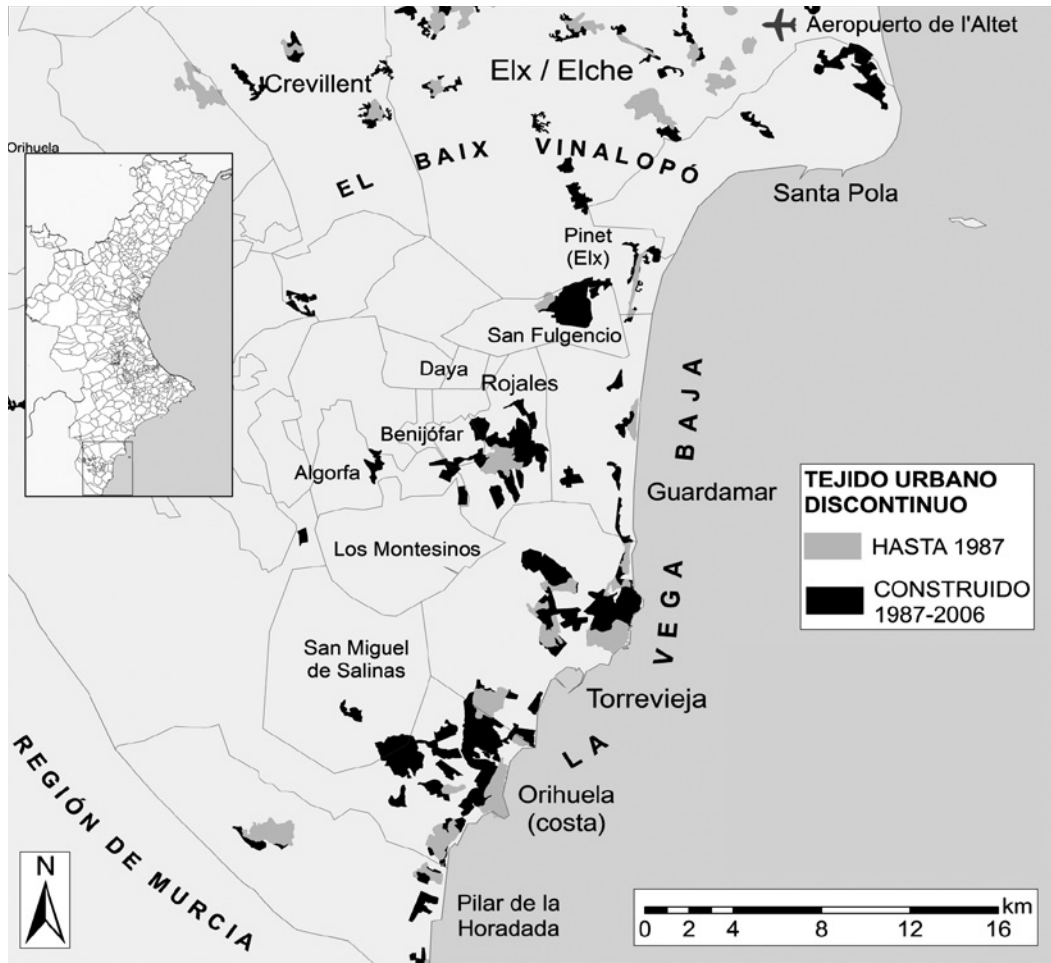 Aeropuerto de l'Altet
Elx / Elche
Crevillent
Orihuela
EL BAIX VINALOPÓ
Santa Pola
Pinet
(Elx)
San Fulgencio
Daya
Rojales
Benijófar
Algorfa
Guardamar
LA VEGA BAJA
Los Montesinos
TEJIDO URBANO
DISCONTINUO
HASTA 1987
CONSTRUIDO
1987-2006
San Miguel
de Salinas
Torrevieja
Orihuela
(costa)
REGIÓN DE MURCIA
Pilar de la
Horadada
N
km
0 2 4 8 12 16